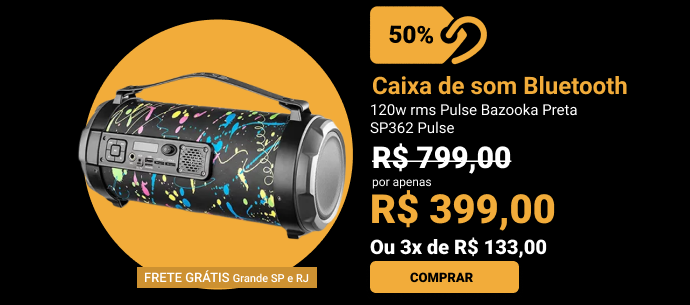 50%
Caixa de som Bluetooth
120w rms Pulse Bazooka Preta
SP362 Pulse
R$ 799,00
por apenas
R$ 399,00
Ou 3x de R$ 133,00
COMPRAR
FRETE GRÁTIS Grande SP e RJ